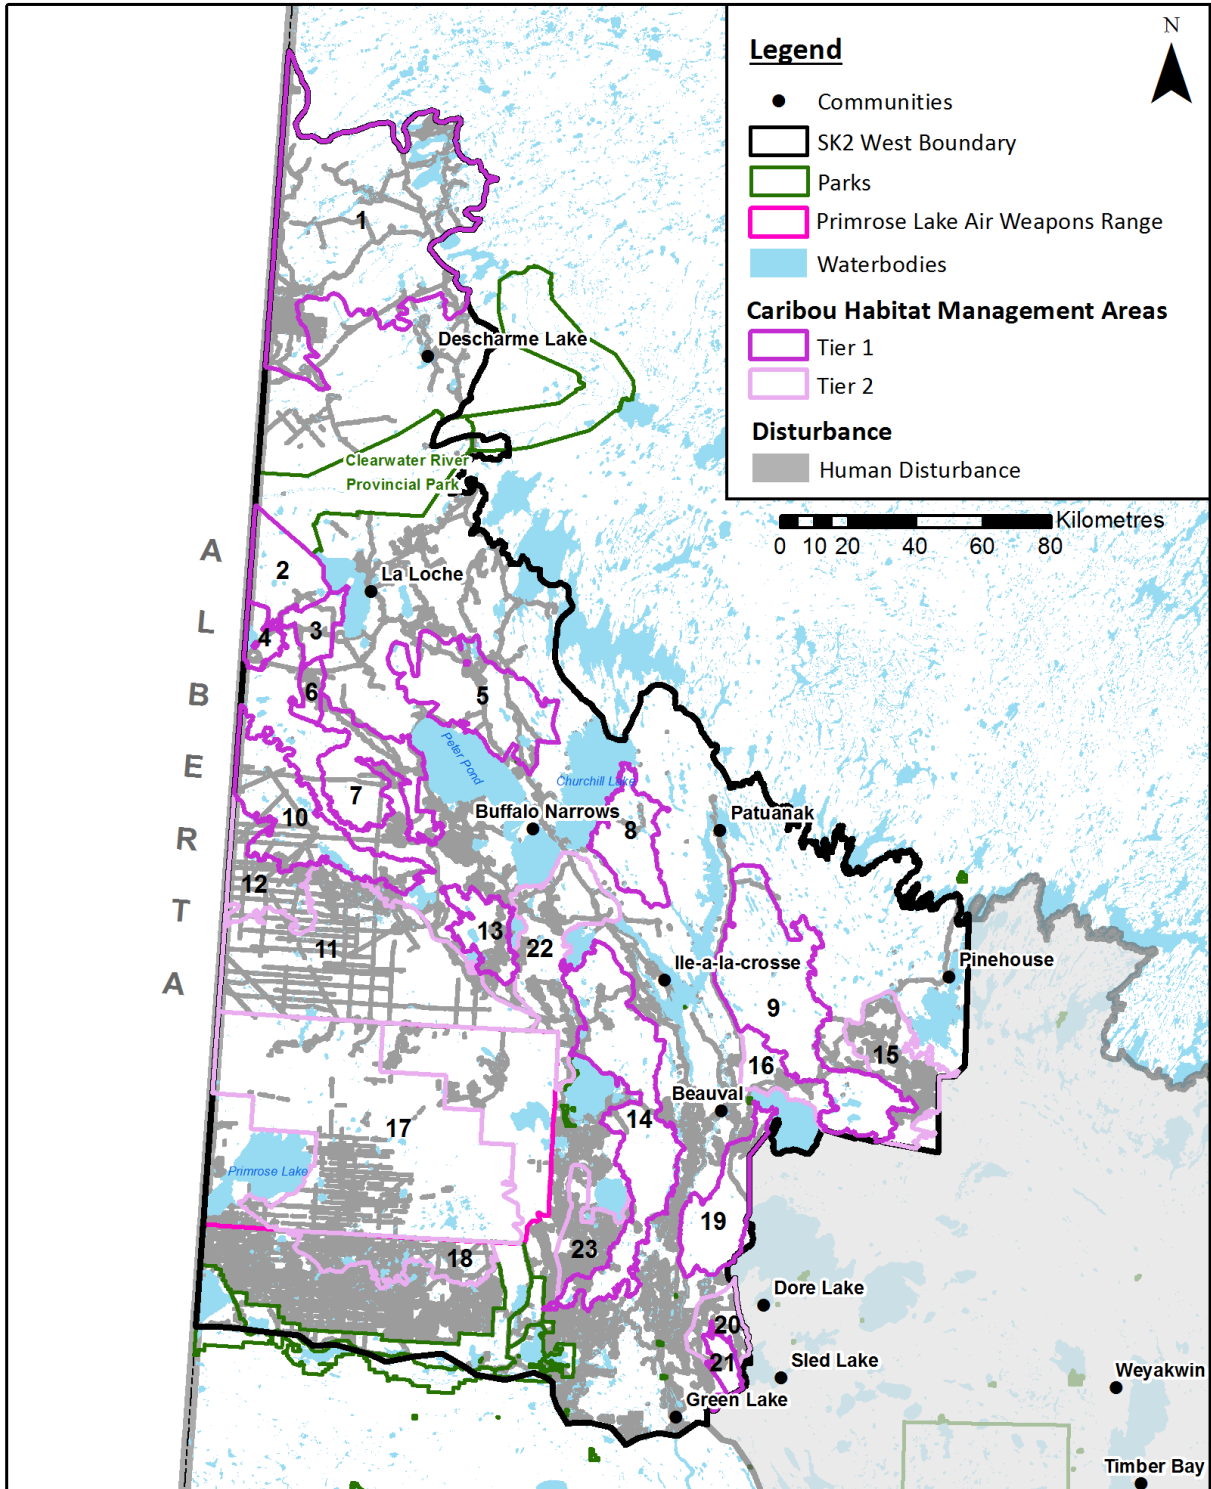 N
Legend
Communities
SK2 West Boundary
Parks
Primrose Lake Air Weapons Range
Waterbodies
Caribou Habitat Management Areas
Tier 1
Tier 2
Disturbance
Human Disturbance
Kilometres
0 10 20 40 60 80
1
Descharme Lake
Clearwater River
Provincial Park
ALBERTA
2
La Loche
3
4
5
6
Peter Pond
Churchill Lake
7
Buffalo Narrows
10
8
Patuanak
12
13
22
11
Ile-a-la-crosse
Pinehouse
9
15
16
Beauval
14
17
Primrose Lake
19
23
18
Dore Lake
20
Sled Lake
21
Weyakwin
Green Lake
Timber Bay